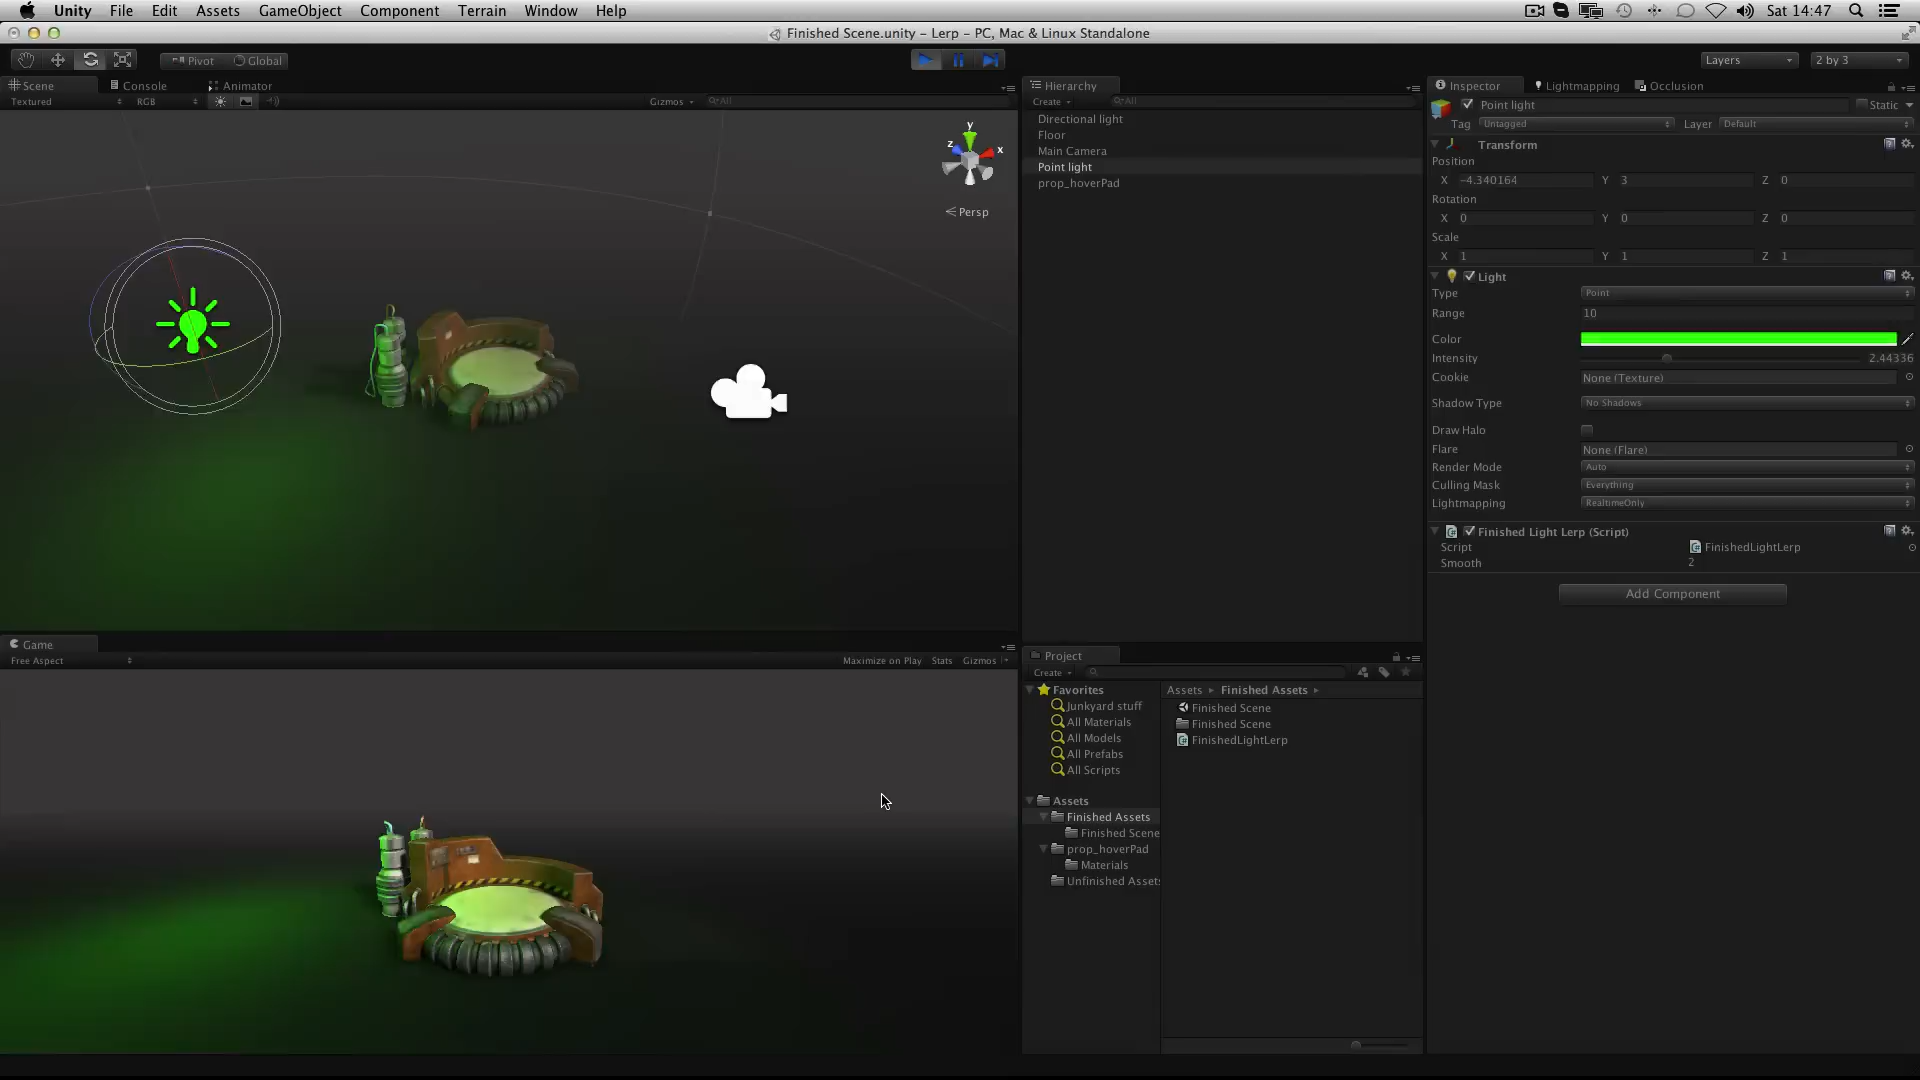 Unity File Edit Assets GameObject Component Terrain Window Help Sat 14:47
Finished Scene.unity – Lerp – PC, Mac & Linux Standalone
Pivot Global Layers 2 by 3
Scene Console Animator
Textured RGB Gizmos All
y
z x
Persp
Game
Free Aspect Maximize on Play Stats Gizmos
Hierarchy
Create All
Directional light
Floor
Main Camera
Point light
prop_hoverPad
Project
Create
Favorites
Junkyard stuff
All Materials
All Models
All Prefabs
All Scripts
Assets
Finished Assets
Finished Scene
prop_hoverPad
Materials
Unfinished Assets
Assets Finished Assets
Finished Scene
Finished Scene
FinishedLightLerp
Inspector Lightmapping Occlusion
Point light Static
Tag Untagged Layer Default
Transform
Position
X -4.340164 Y 3 Z 0
Rotation
X 0 Y 0 Z 0
Scale
X 1 Y 1 Z 1
Light
Type Point
Range 10
Color
Intensity 2.44336
Cookie None (Texture)
Shadow Type No Shadows
Draw Halo
Flare None (Flare)
Render Mode Auto
Culling Mask Everything
Lightmapping RealtimeOnly
Finished Light Lerp (Script)
Script FinishedLightLerp
Smooth 2
Add Component